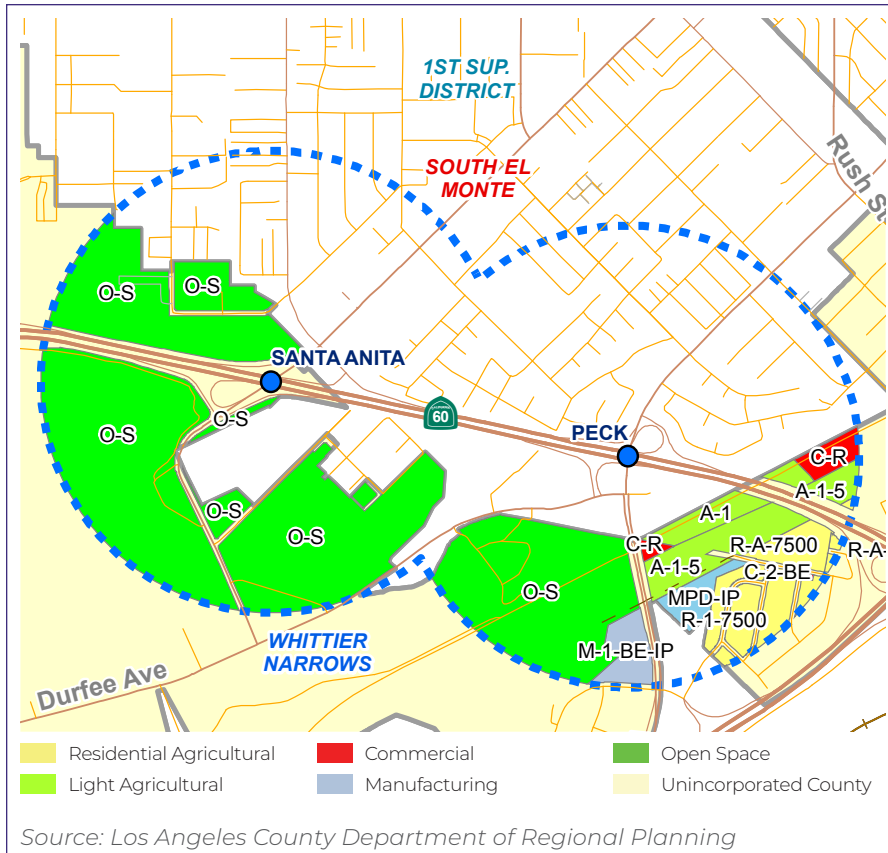 1ST SUP.
DISTRICT
Rush St
SOUTH EL
MONTE
O-S
O-S
SANTA ANITA
O-S
O-S
CALIFORNIA
60
PECK
C-R
A-1-5
O-S
O-S
A-1
C-R
R-A-7500
R-A-
A-1-5
C-2-BE
O-S
MPD-IP
R-1-7500
M-1-BE-IP
WHITTIER
NARROWS
Durfee Ave
Residential Agricultural
Commercial
Open Space
Light Agricultural
Manufacturing
Unincorporated County
Source: Los Angeles County Department of Regional Planning